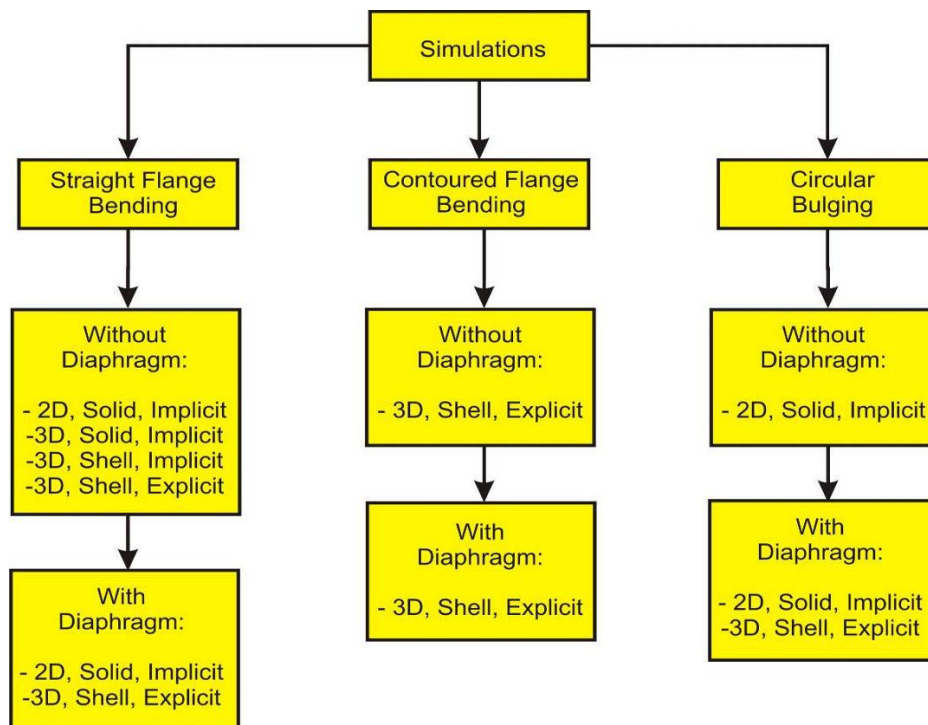 Simulations
Straight Flange
Bending
Contoured Flange
Bending
Circular
Bulging
Without
Diaphragm:
- 2D, Solid, Implicit
-3D, Solid, Implicit
-3D, Shell, Implicit
-3D, Shell, Explicit
Without
Diaphragm:
- 3D, Shell, Explicit
Without
Diaphragm:
- 2D, Solid, Implicit
With
Diaphragm:
- 2D, Solid, Implicit
-3D, Shell, Explicit
With
Diaphragm:
- 3D, Shell, Explicit
With
Diaphragm:
- 2D, Solid, Implicit
-3D, Shell, Explicit